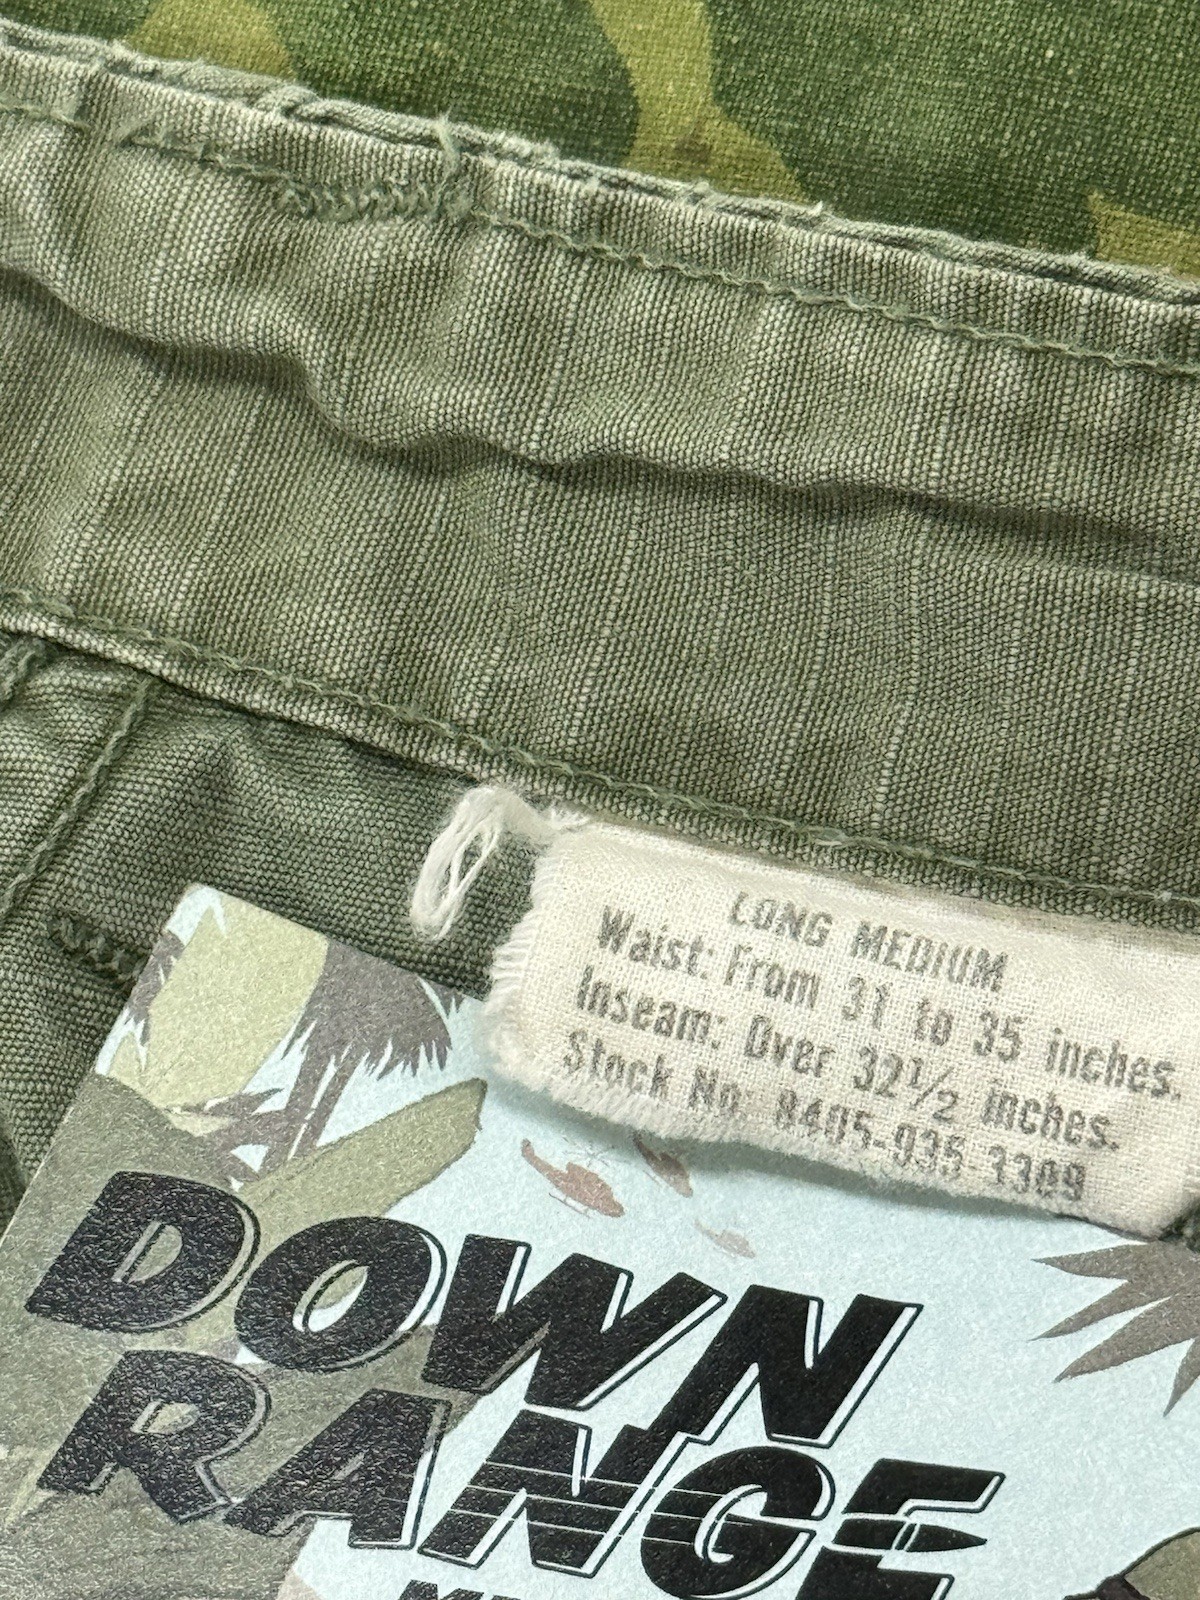 LONG MEDIUM
Waist: From 31 to 35 inches.
Inseam: Over 32½ inches.
Stock No. 8405-935-3309
DOWN
RANGE